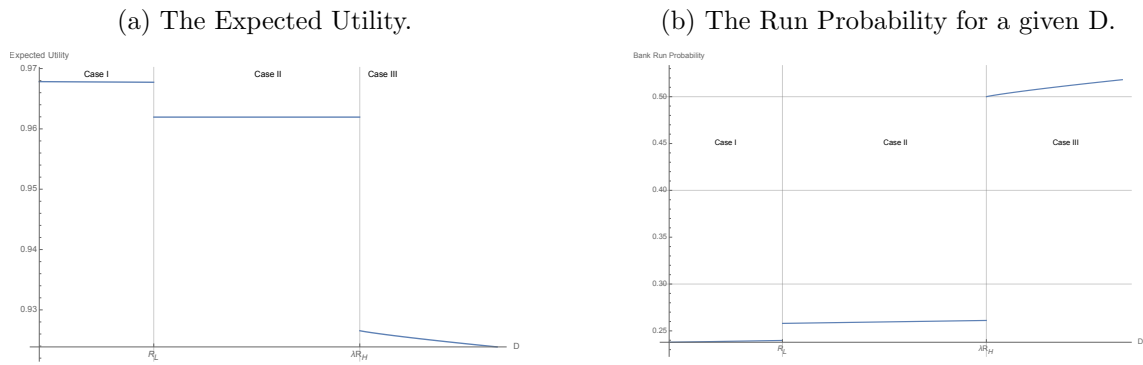 (a) The Expected Utility.
Expected Utility
0.97
Case I
Case II
Case III
0.96
0.95
0.94
0.93
D
R_L
λR_H
(b) The Run Probability for a given D.
Bank Run Probability
0.50
0.45
Case I
Case II
Case III
0.40
0.35
0.30
0.25
D
R_L
λR_H